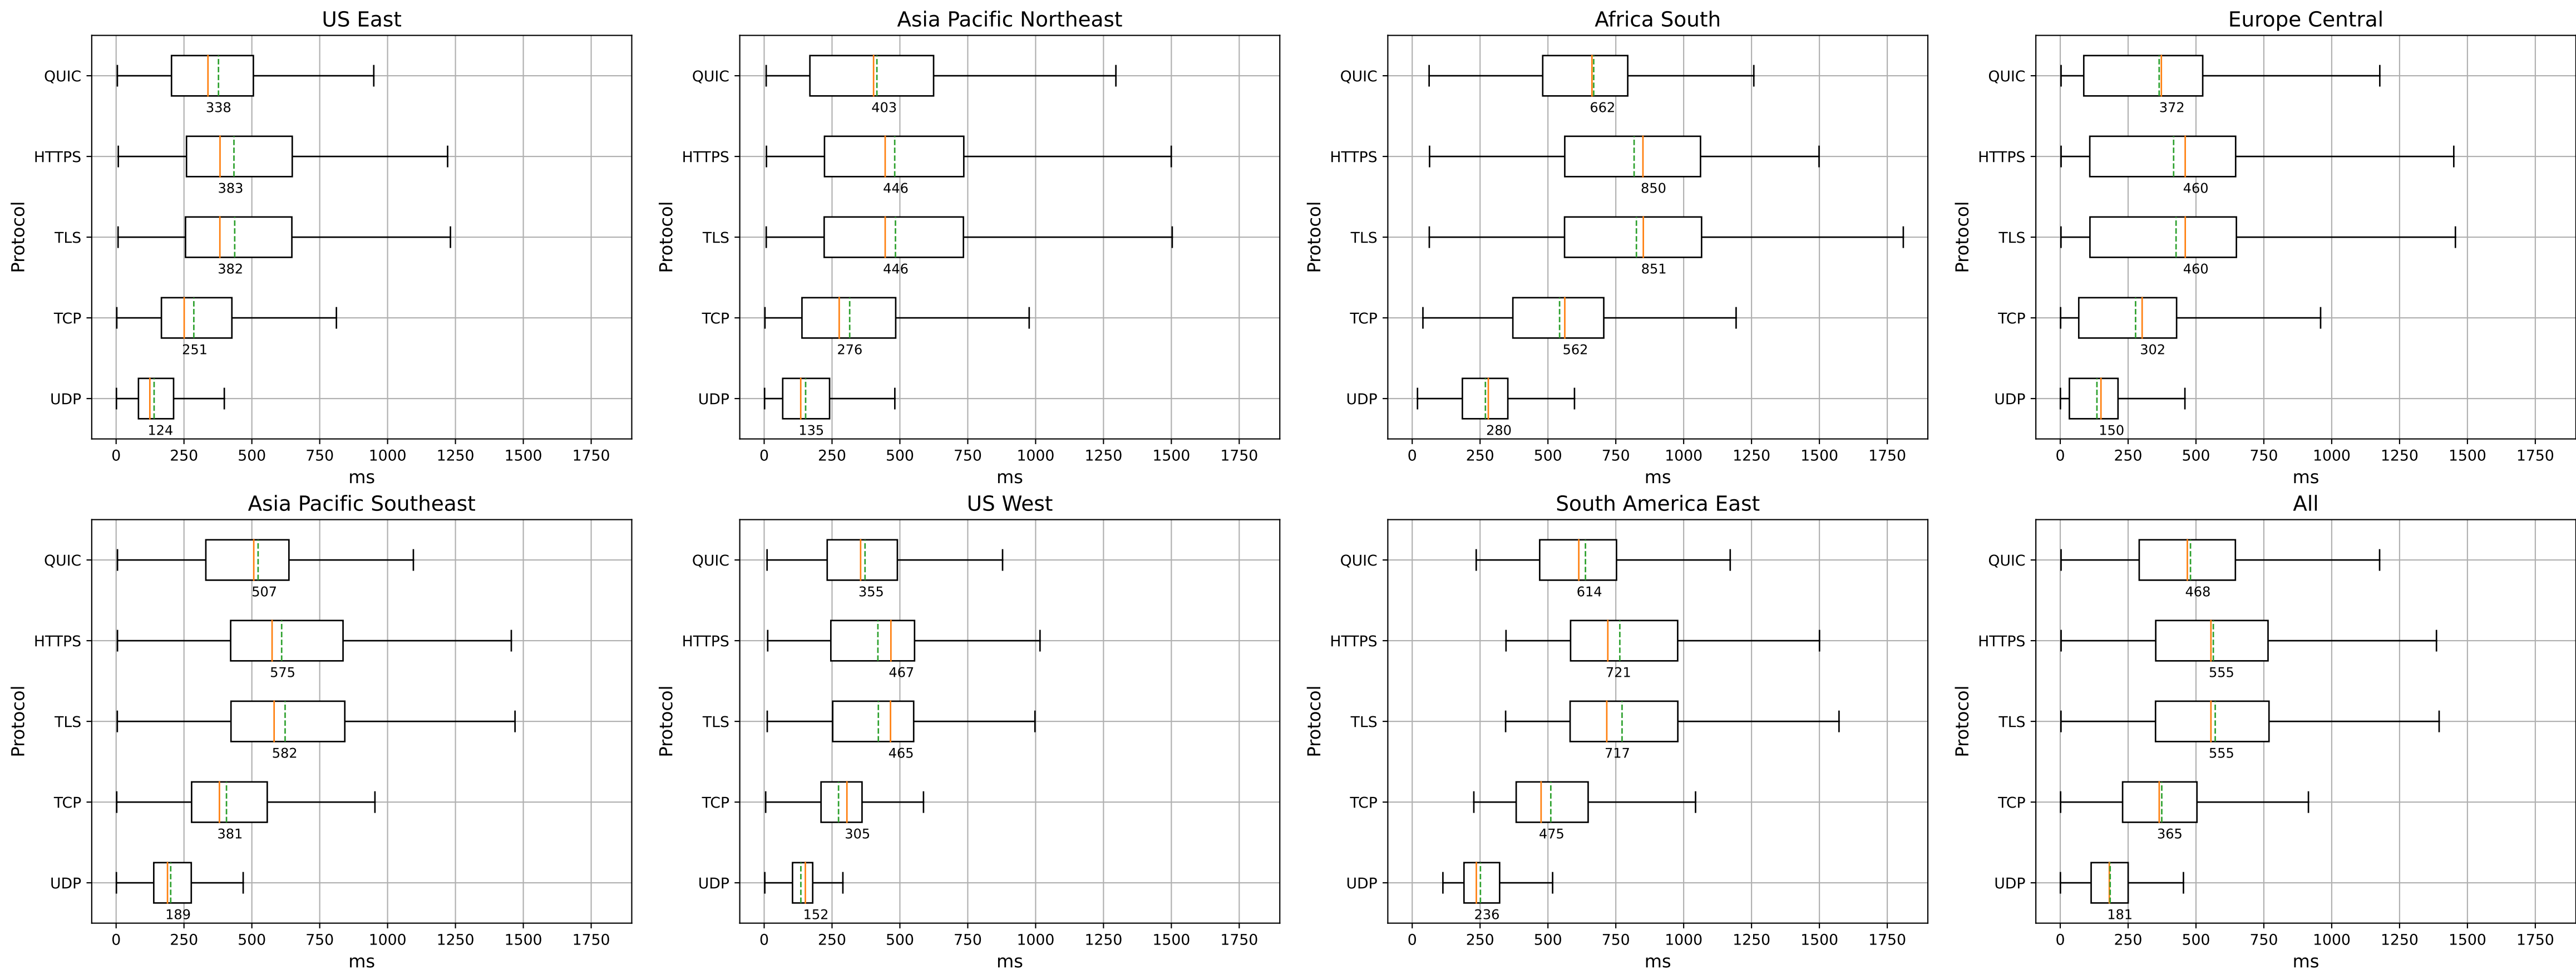 US East
Protocol
QUIC
338
HTTPS
383
TLS
382
TCP
251
UDP
124
0 250 500 750 1000 1250 1500 1750
ms
Asia Pacific Northeast
Protocol
QUIC
403
HTTPS
446
TLS
446
TCP
276
UDP
135
0 250 500 750 1000 1250 1500 1750
ms
Africa South
Protocol
QUIC
662
HTTPS
850
TLS
851
TCP
562
UDP
280
0 250 500 750 1000 1250 1500 1750
ms
Europe Central
Protocol
QUIC
372
HTTPS
460
TLS
460
TCP
302
UDP
150
0 250 500 750 1000 1250 1500 1750
ms
Asia Pacific Southeast
Protocol
QUIC
507
HTTPS
575
TLS
582
TCP
381
UDP
189
0 250 500 750 1000 1250 1500 1750
ms
US West
Protocol
QUIC
355
HTTPS
467
TLS
465
TCP
305
UDP
152
0 250 500 750 1000 1250 1500 1750
ms
South America East
Protocol
QUIC
614
HTTPS
721
TLS
717
TCP
475
UDP
236
0 250 500 750 1000 1250 1500 1750
ms
All
Protocol
QUIC
468
HTTPS
555
TLS
555
TCP
365
UDP
181
0 250 500 750 1000 1250 1500 1750
ms